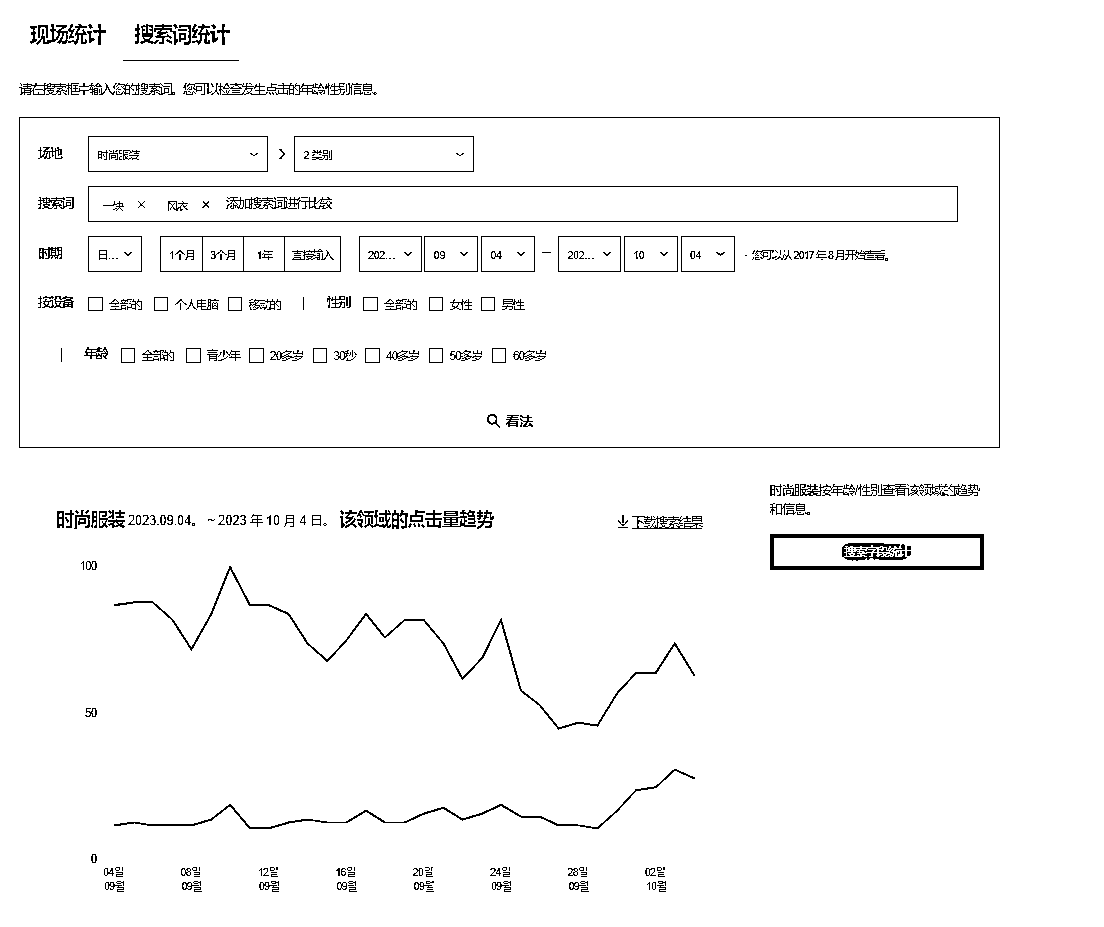 现场统计 搜索词统计
请在搜索框中输入您的搜索词。您可以检查发生点击的年龄/性别信息。
场地 时尚服装 2 类别
搜索词 一块 × 风衣 × 添加搜索词进行比较
时期 日... 1个月 3个月 1年 直接输入 202... 09 04 – 202... 10 04 · 您可以从 2017 年 8 月开始查看。
按设备 全部的 个人电脑 移动的 | 性别 全部的 女性 男性
| 年龄 全部的 青少年 20多岁 30秒 40多岁 50多岁 60多岁
看法
时尚服装按年龄/性别查看该领域的趋势
和信息。
搜索字段统计
时尚服装 2023.09.04。 ~ 2023 年 10 月 4 日。 该领域的点击量趋势
下载搜索结果
100
50
0
04일 08일 12일 16일 20일 24일 28일 02일
09월 09월 09월 09월 09월 09월 09월 10월